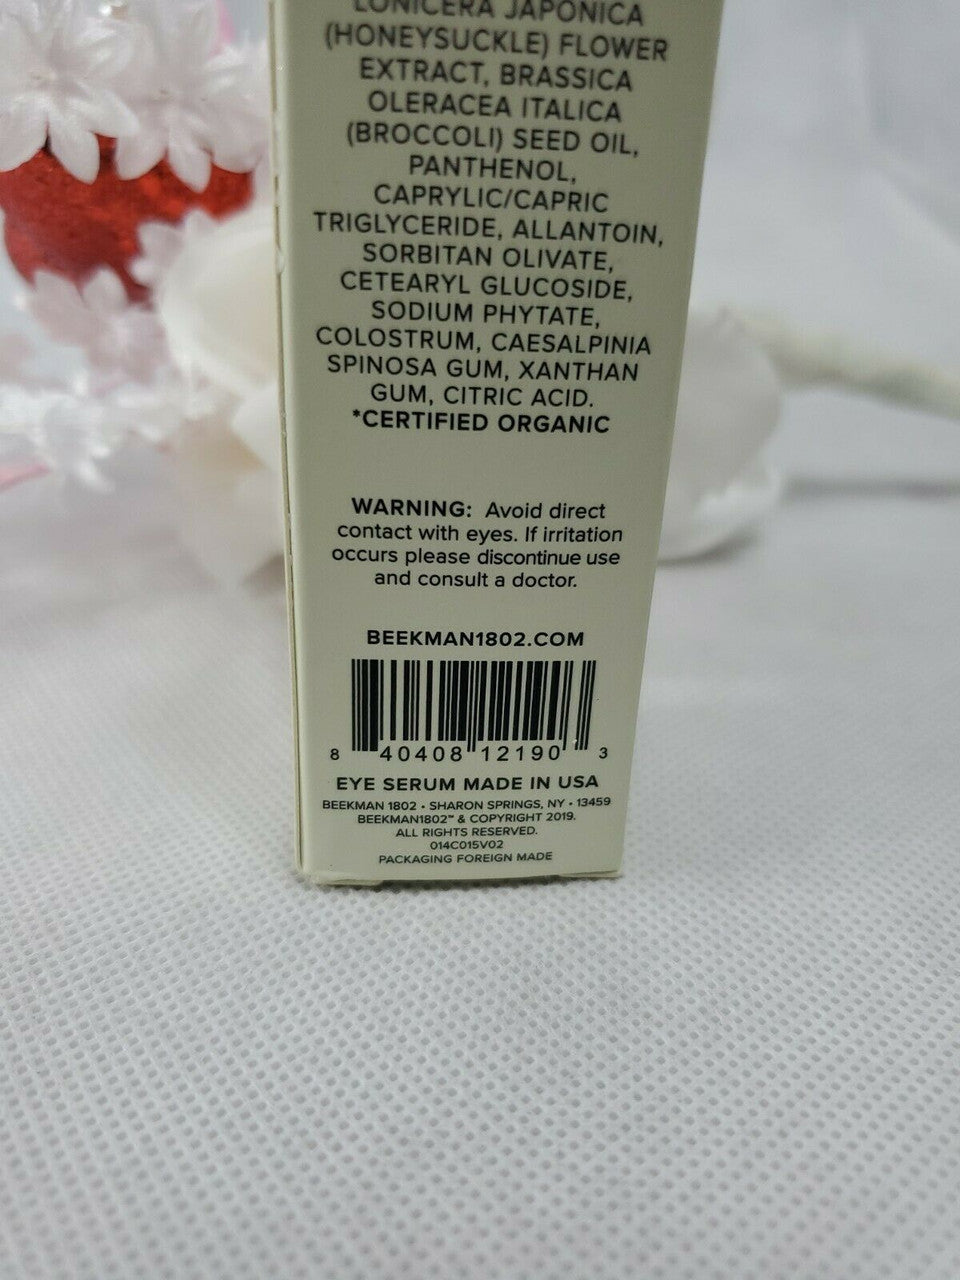 LONICERA JAPONICA
(HONEYSUCKLE) FLOWER
EXTRACT, BRASSICA
OLERACEA ITALICA
(BROCCOLI) SEED OIL,
PANTHENOL,
CAPRYLIC/CAPRIC
TRIGLYCERIDE, ALLANTOIN,
SORBITAN OLIVATE,
CETEARYL GLUCOSIDE,
SODIUM PHYTATE,
COLOSTRUM, CAESALPINIA
SPINOSA GUM, XANTHAN
GUM, CITRIC ACID.
*CERTIFIED ORGANIC
WARNING: Avoid direct
contact with eyes. If irritation
occurs please discontinue use
and consult a doctor.
BEEKMAN1802.COM
8 40408 12190 3
EYE SERUM MADE IN USA
BEEKMAN 1802 • SHARON SPRINGS, NY • 13459
BEEKMAN1802™ & COPYRIGHT 2019.
ALL RIGHTS RESERVED.
014C015V02
PACKAGING FOREIGN MADE